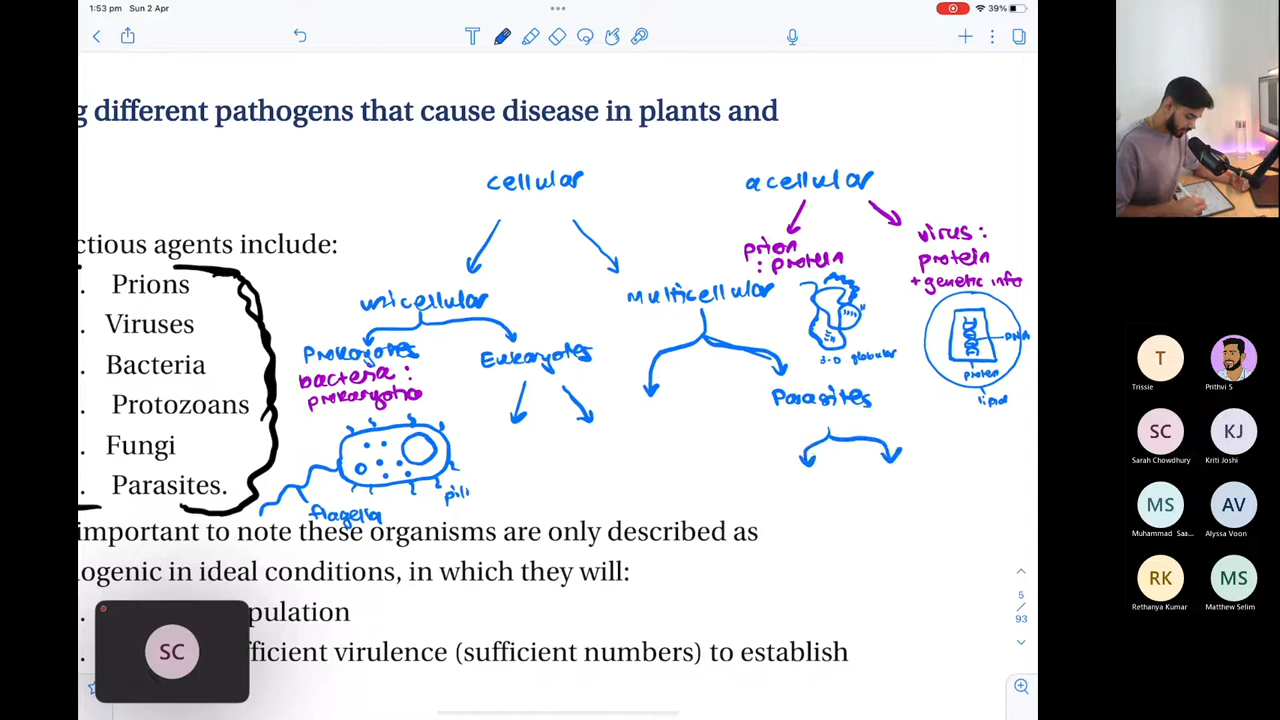 1:53 pm Sun 2 Apr
39%
g different pathogens that cause disease in plants and
cellular
acellular
ctious agents include:
Prions
Viruses
Bacteria
Protozoans
Fungi
Parasites.
prion
: protein
virus :
protein
+ genetic info
unicellular
Multicellular
DNA
protein
lipid
3-D globular
Prokaryotes
Eukaryotes
bacteria :
prokaryotic
Parasites
pili
flagella
important to note these organisms are only described as
ogenic in ideal conditions, in which they will:
pulation
fficient virulence (sufficient numbers) to establish
5
/
93
SC
T
Trissie
Prithvi S
SC
Sarah Chowdhury
KJ
Kriti Joshi
MS
Muhammad Saa...
AV
Alyssa Voon
RK
Rethanya Kumar
MS
Matthew Selim